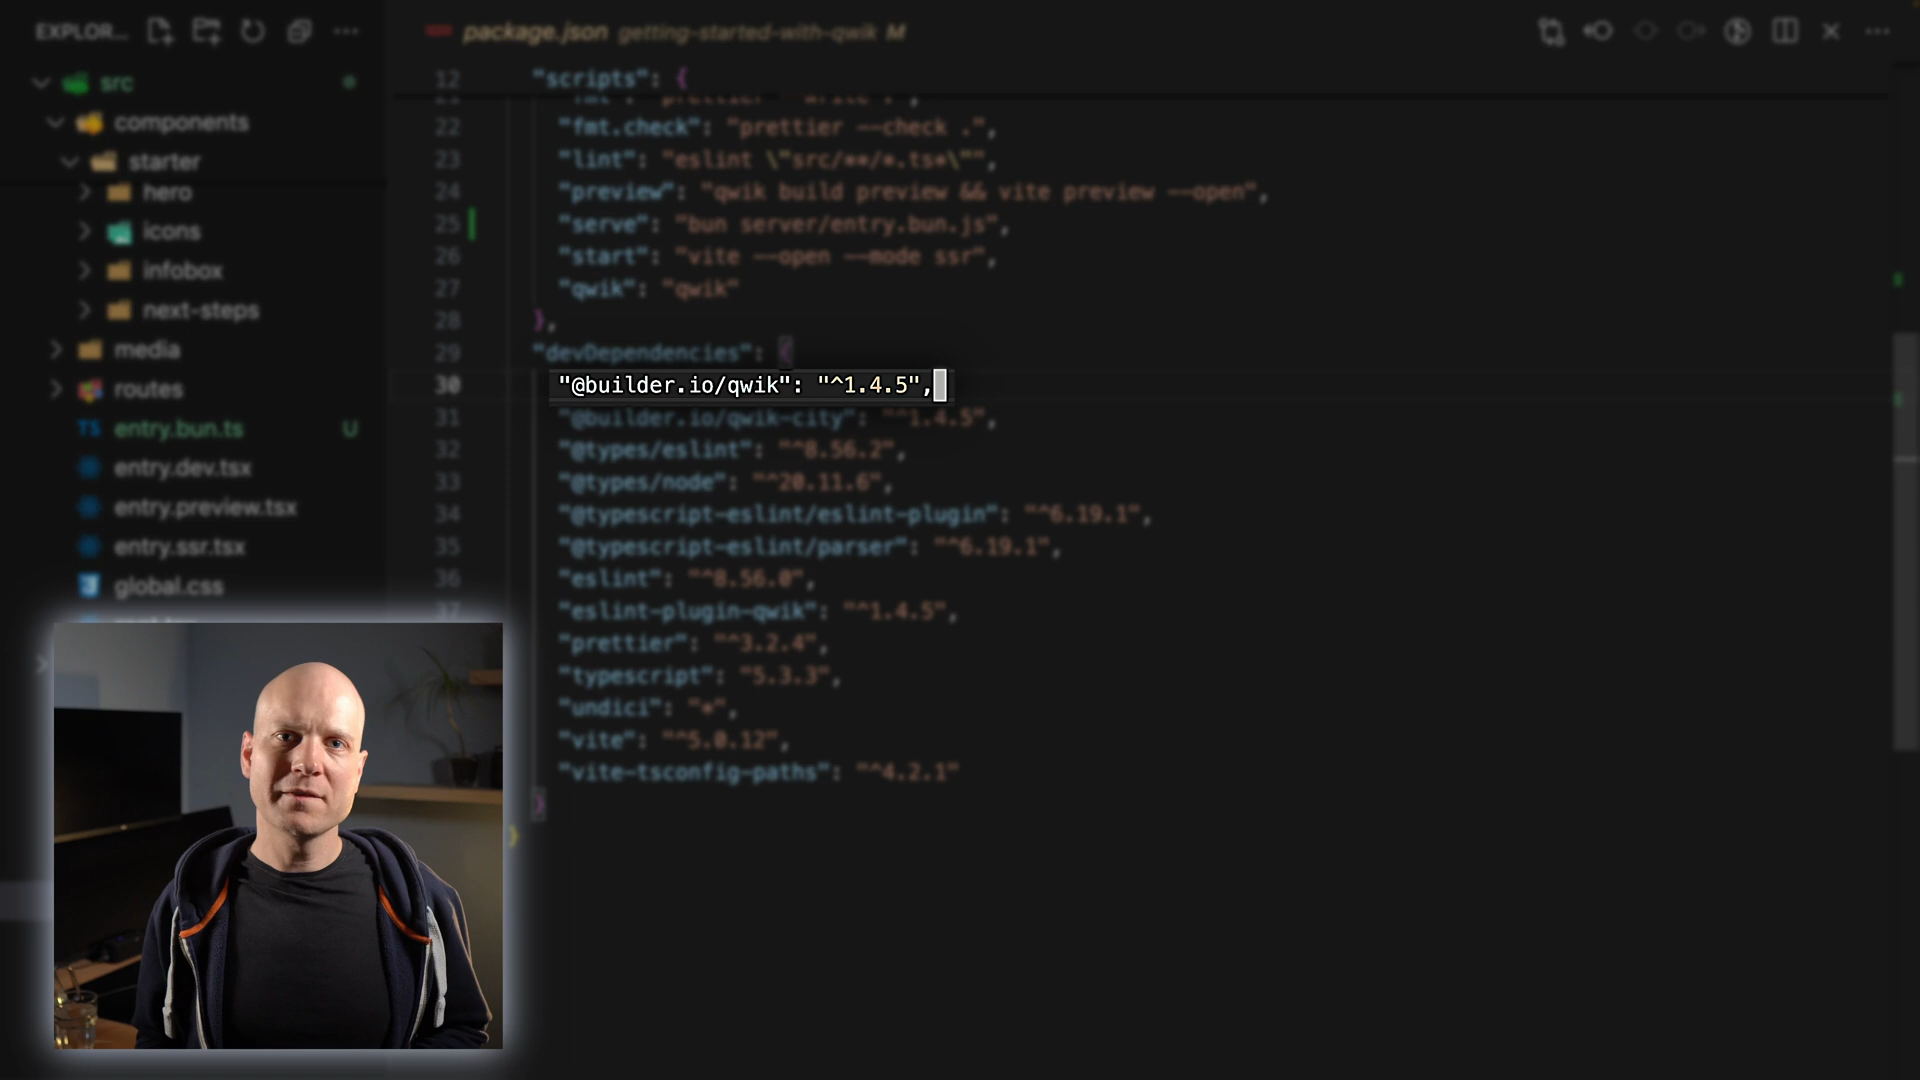 EXPLOR...
src
components
starter
hero
icons
infobox
next-steps
media
routes
TS entry.bun.ts U
entry.dev.tsx
entry.preview.tsx
entry.ssr.tsx
global.css
package.json getting-started-with-qwik M
12 "scripts": {
22 "fmt.check": "prettier --check .",
23 "lint": "eslint \"src/**/*.ts*\"",
24 "preview": "qwik build preview && vite preview --open",
25 "serve": "bun server/entry.bun.js",
26 "start": "vite --open --mode ssr",
27 "qwik": "qwik"
28 },
29 "devDependencies": {
30 "@builder.io/qwik": "^1.4.5",
31 "@builder.io/qwik-city": "^1.4.5",
32 "@types/eslint": "^8.56.2",
33 "@types/node": "^20.11.6",
34 "@typescript-eslint/eslint-plugin": "^6.19.1",
35 "@typescript-eslint/parser": "^6.19.1",
36 "eslint": "^8.56.0",
37 "eslint-plugin-qwik": "^1.4.5",
"prettier": "^3.2.4",
"typescript": "5.3.3",
"undici": "*",
"vite": "^5.0.12",
"vite-tsconfig-paths": "^4.2.1"
}
}